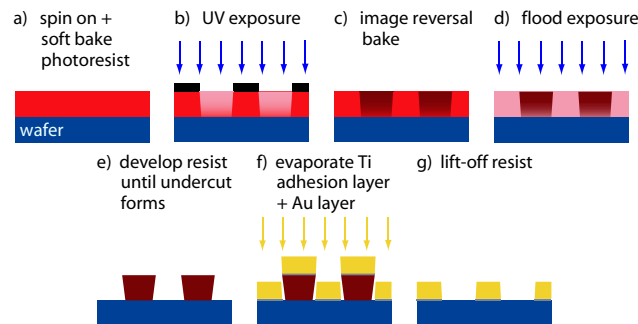 a) spin on +
soft bake
photoresist
b) UV exposure
c) image reversal
bake
d) flood exposure
wafer
e) develop resist
until undercut
forms
f) evaporate Ti
adhesion layer
+ Au layer
g) lift-off resist